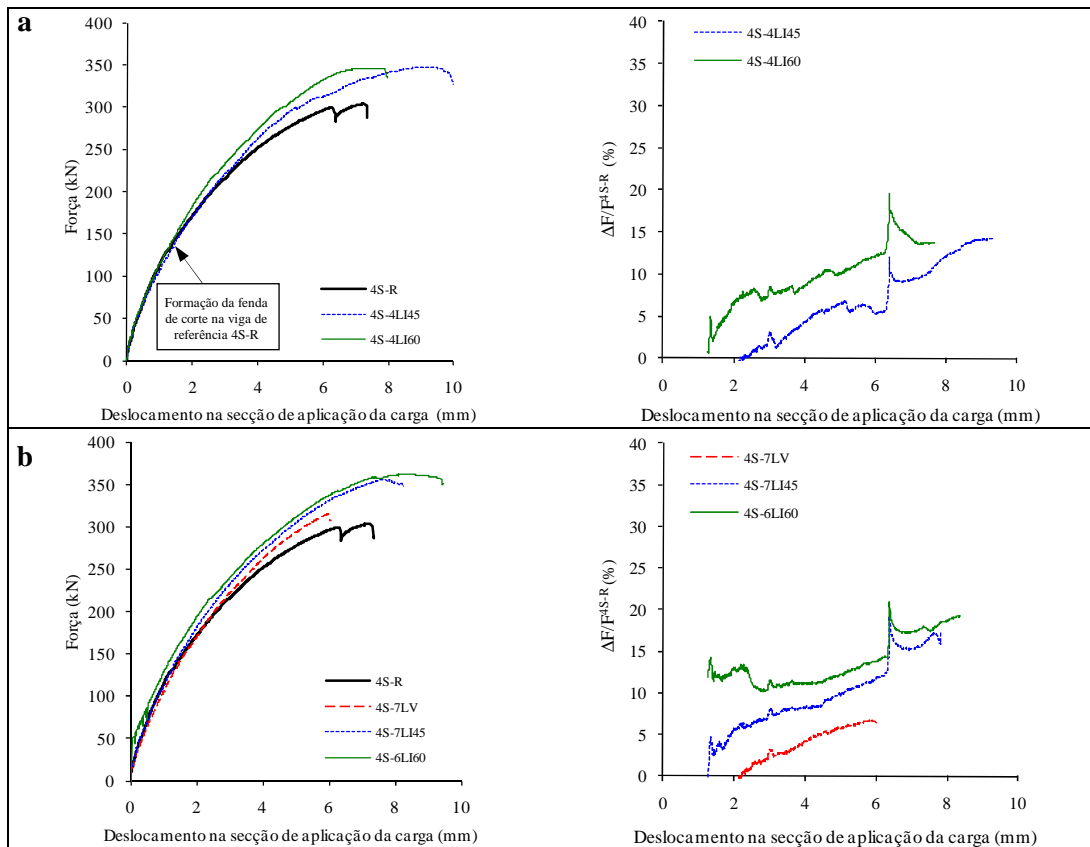 a
400
350
300
250
200
150
100
50
0
Força (kN)
Formação da fenda
de corte na viga de
referência 4S-R
4S-R
4S-4LI45
4S-4LI60
0 2 4 6 8 10
Deslocamento na secção de aplicação da carga (mm)
40
35
30
25
20
15
10
5
0
ΔF/F4S-R (%)
4S-4LI45
4S-4LI60
0 2 4 6 8 10
Deslocamento na secção de aplicação da carga (mm)
b
400
350
300
250
200
150
100
50
0
Força (kN)
4S-R
4S-7LV
4S-7LI45
4S-6LI60
0 2 4 6 8 10
Deslocamento na secção de aplicação da carga (mm)
40
35
30
25
20
15
10
5
0
ΔF/F4S-R (%)
4S-7LV
4S-7LI45
4S-6LI60
0 2 4 6 8 10
Deslocamento na secção de aplicação da carga (mm)